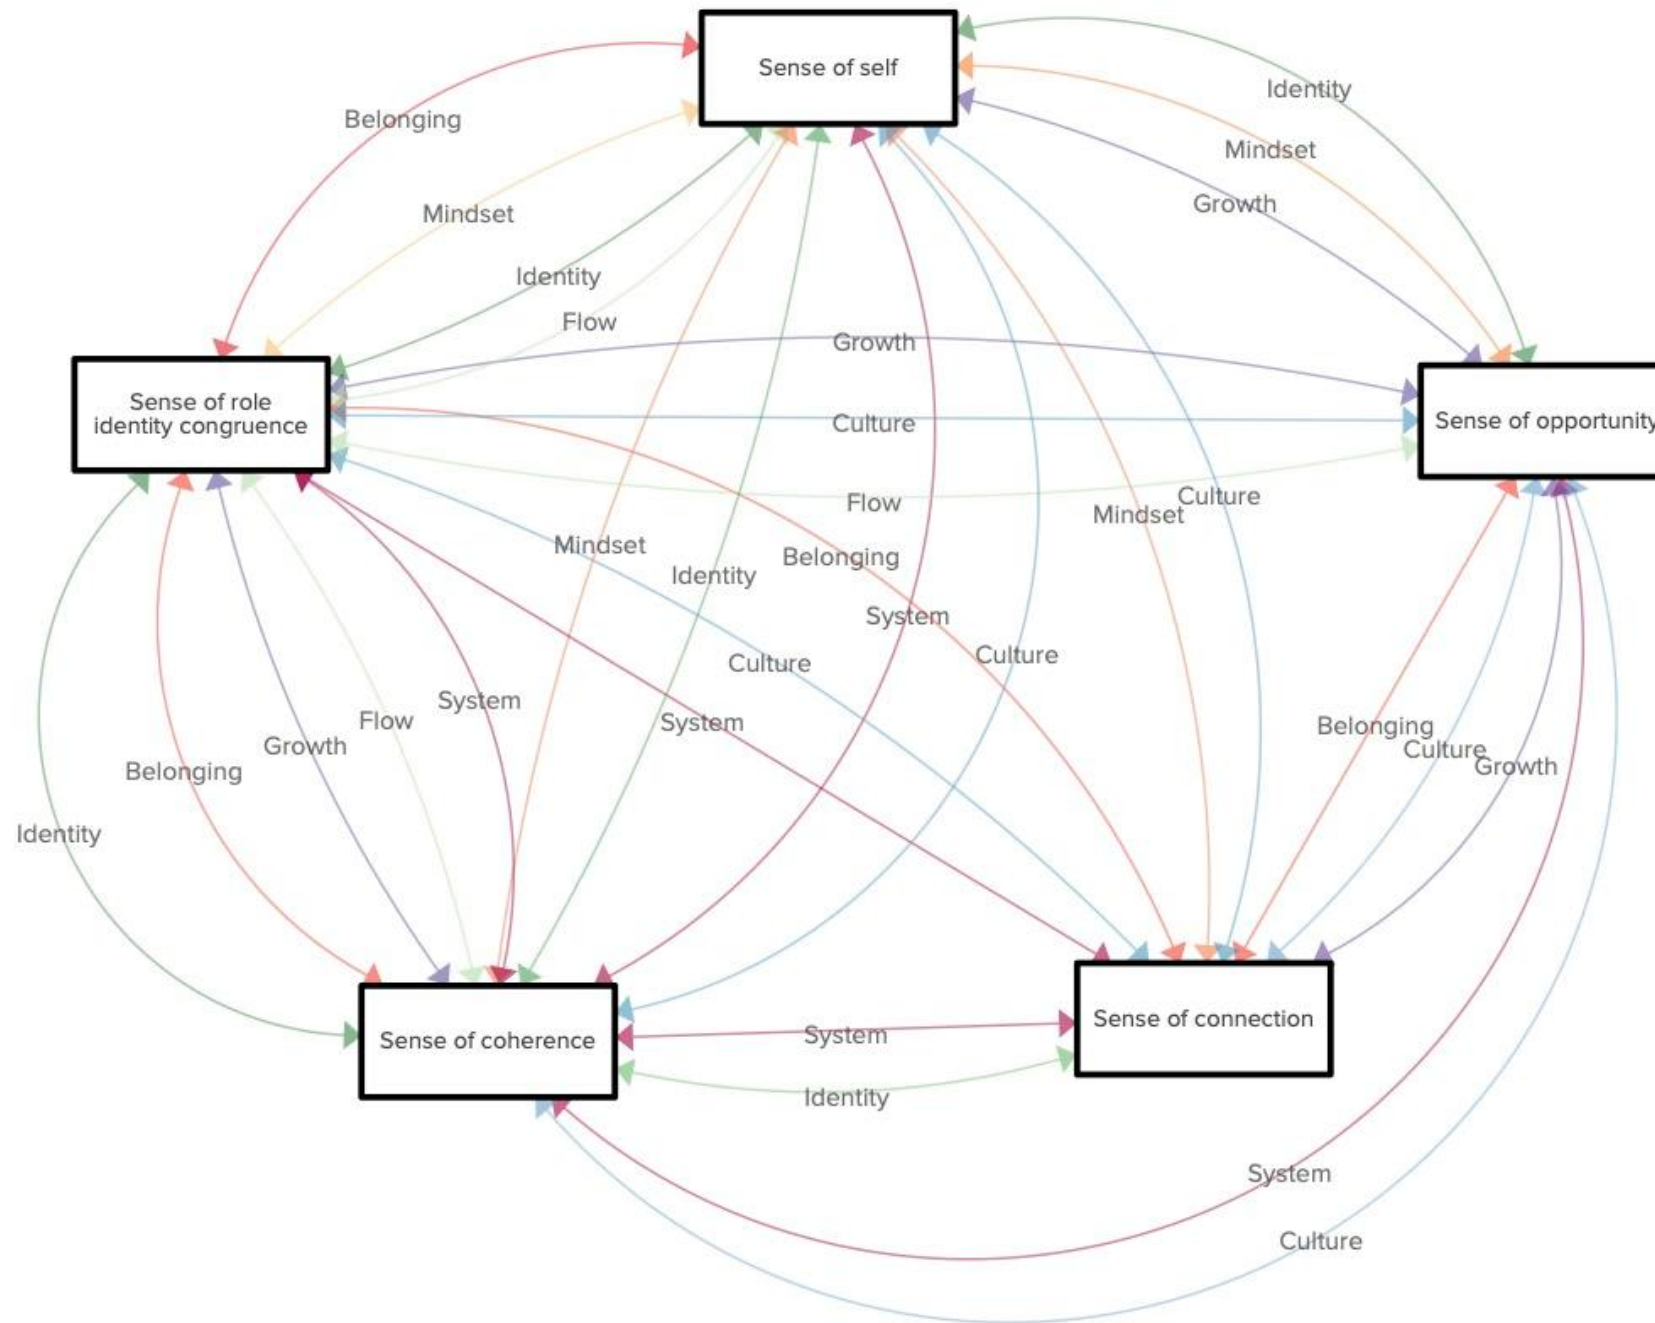 Sense of self
Identity
Belonging
Mindset
Growth
Mindset
Identity
Flow
Growth
Sense of role
identity congruence
Culture
Sense of opportunity
Flow
Culture
Mindset
Mindset
Belonging
Identity
System
Culture
Culture
System
System
Flow
Belonging
Growth
Culture
Growth
Belonging
Identity
Sense of connection
System
Sense of coherence
Identity
System
Culture